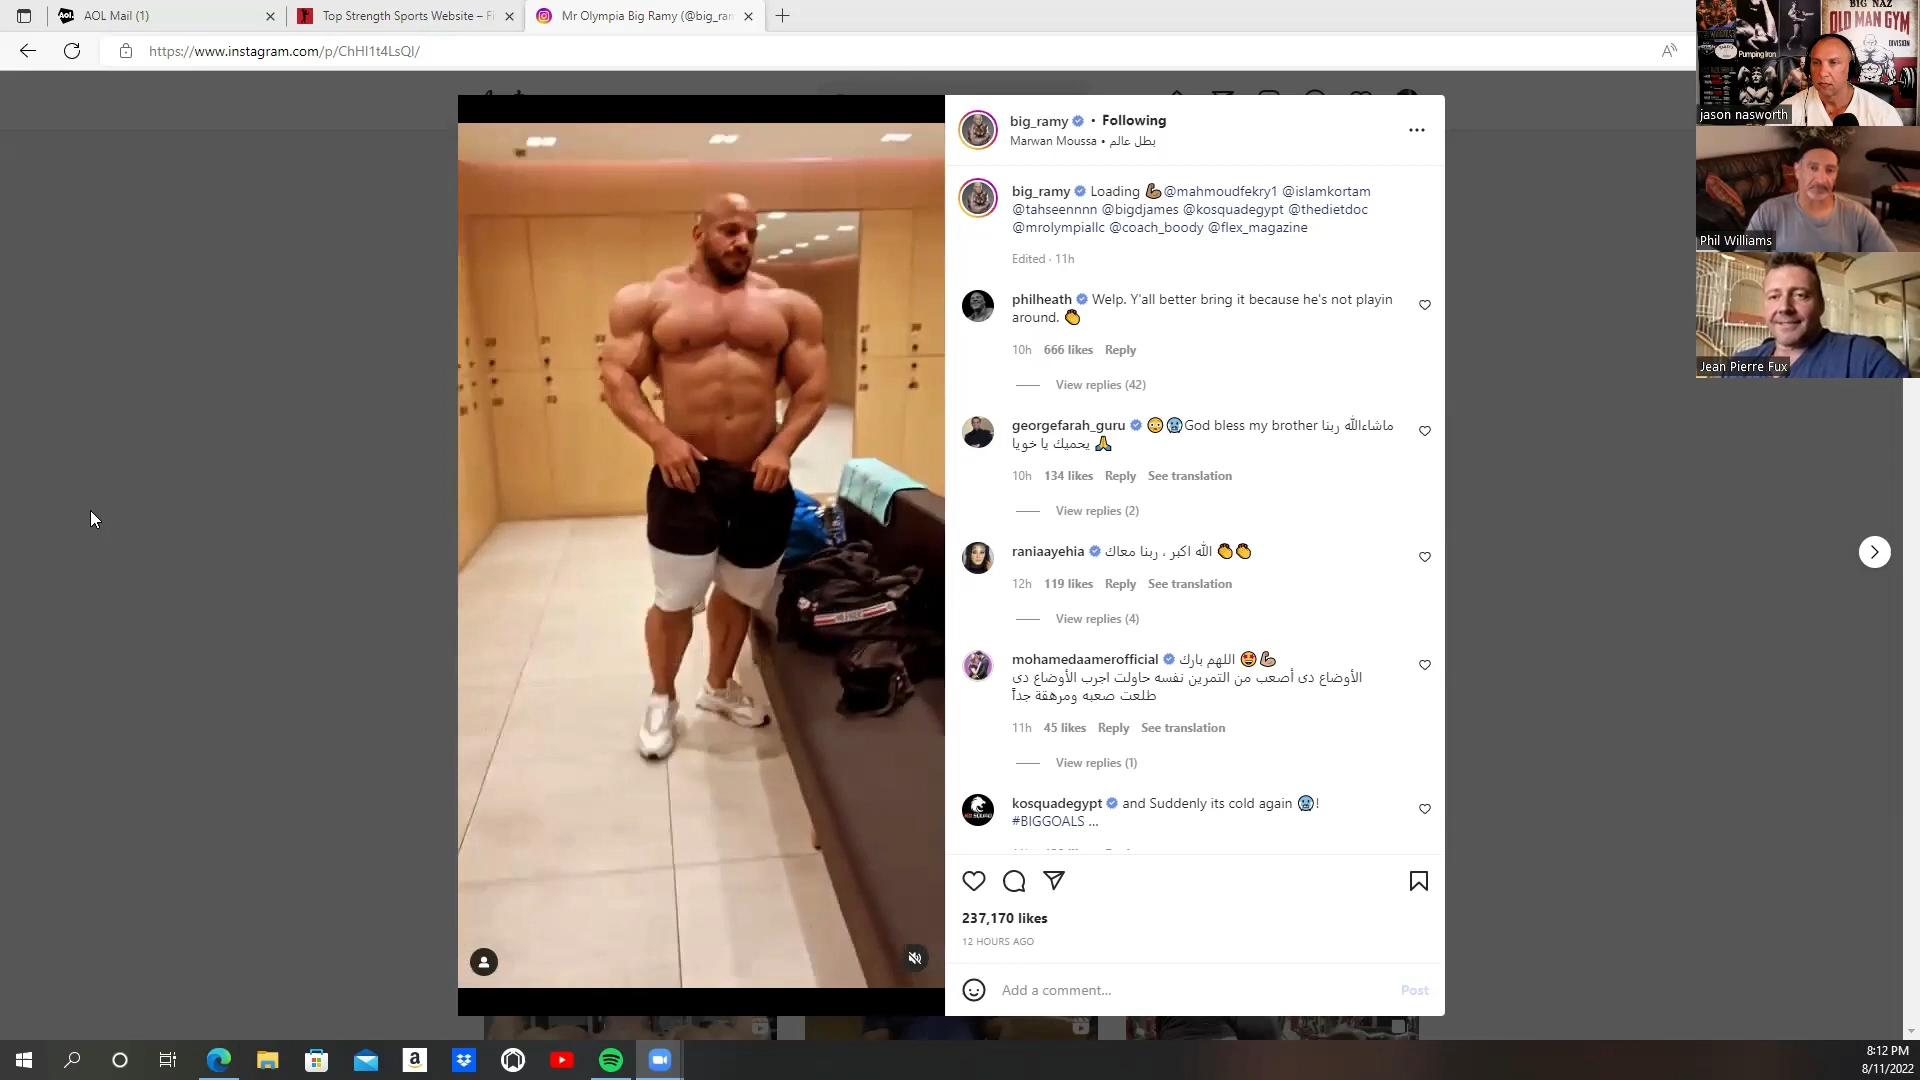 AOL Mail (1)
Top Strength Sports Website – Fi
Mr Olympia Big Ramy (@big_ram
https://www.instagram.com/p/ChHI1t4LsQI/
big_ramy • Following
Marwan Moussa • بطل عالم
big_ramy Loading 💪🏽@mahmoudfekry1 @islamkortam
@tahseennnn @bigdjames @kosquadegypt @thedietdoc
@mrolympiallc @coach_boody @flex_magazine
Edited · 11h
philheath Welp. Y'all better bring it because he's not playin
around. 👏
10h 666 likes Reply
View replies (42)
georgefarah_guru 😳🥶God bless my brother ماشاءالله ربنا
يحميك يا خويا 🙏
10h 134 likes Reply See translation
View replies (2)
raniaayehia الله اكبر ، ربنا معاك 👏👏
12h 119 likes Reply See translation
View replies (4)
mohamedaamerofficial اللهم بارك 😍💪🏽
الأوضاع دى أصعب من التمرين نفسه حاولت اجرب الأوضاع دى
طلعت صعبه ومرهقة جداً
11h 45 likes Reply See translation
View replies (1)
kosquadegypt and Suddenly its cold again 🥶!
#BIGGOALS ...
237,170 likes
12 HOURS AGO
Add a comment...
Post
BIG NAZ
OLD MAN GYM
DIVISION
Pumping Iron
jason nasworth
Phil Williams
Jean Pierre Fux
8:12 PM
8/11/2022